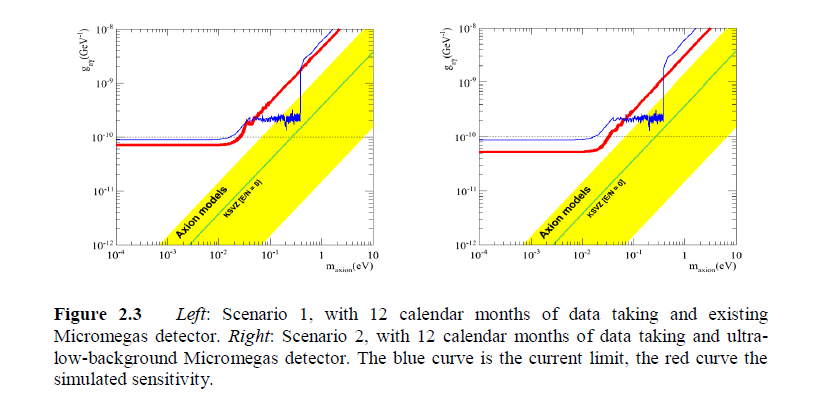 10⁻⁸
g_aγ(GeV⁻¹)
10⁻⁹
10⁻¹⁰
10⁻¹¹
10⁻¹²
Axion models
KSVZ [E/N = 0]
10⁻⁴ 10⁻³ 10⁻² 10⁻¹ 1 10
m_axion(eV)
10⁻⁸
g_aγ(GeV⁻¹)
10⁻⁹
10⁻¹⁰
10⁻¹¹
10⁻¹²
Axion models
KSVZ [E/N = 0]
10⁻⁴ 10⁻³ 10⁻² 10⁻¹ 1 10
m_axion(eV)
Figure 2.3 Left: Scenario 1, with 12 calendar months of data taking and existing
Micromegas detector. Right: Scenario 2, with 12 calendar months of data taking and ultra-
low-background Micromegas detector. The blue curve is the current limit, the red curve the
simulated sensitivity.